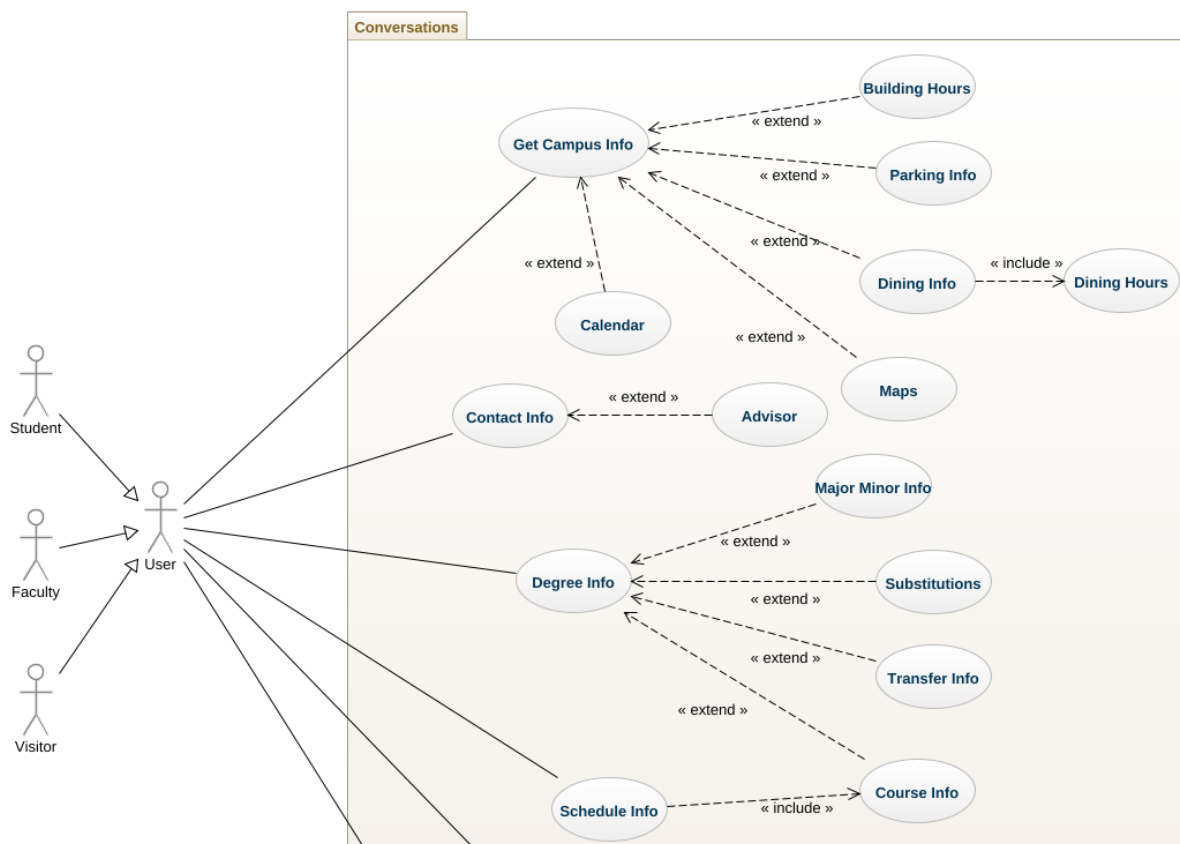 Conversations
Building Hours
« extend »
Get Campus Info
Parking Info
« extend »
« extend »
« extend »
« include »
Dining Info
Dining Hours
Calendar
« extend »
Maps
Student
« extend »
Contact Info
Advisor
Major Minor Info
« extend »
User
Faculty
Degree Info
Substitutions
« extend »
« extend »
Transfer Info
« extend »
Visitor
Course Info
Schedule Info
« include »